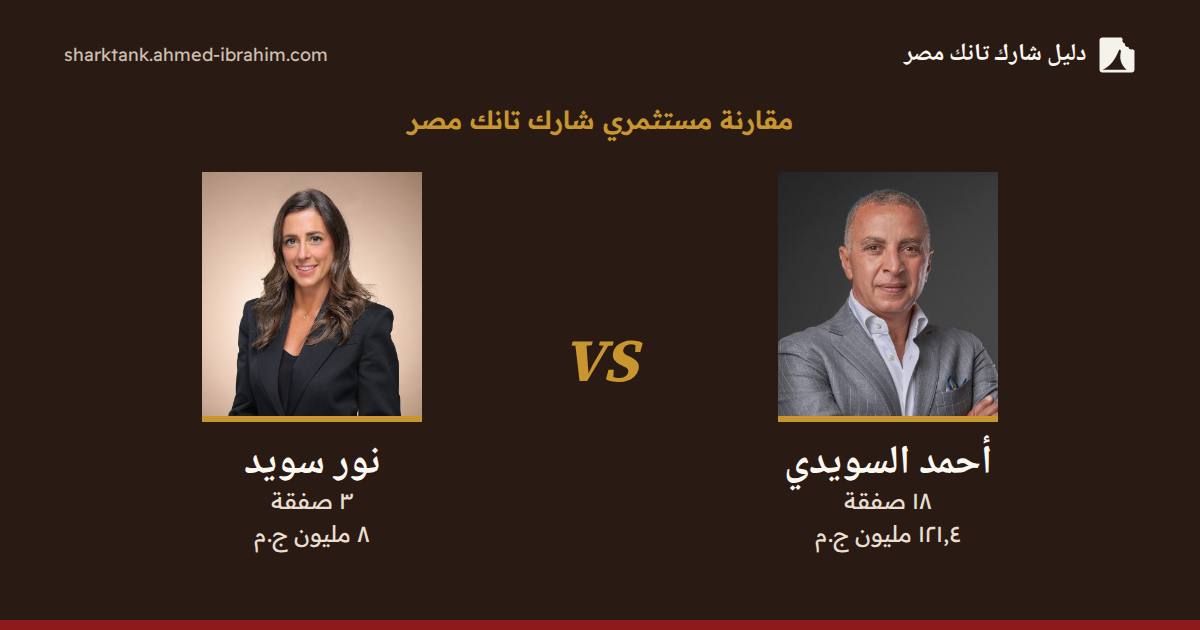 دليل شارك تانك مصر
sharktank.ahmed-ibrahim.com
مقارنة مستثمري شارك تانك مصر
VS
أحمد السويدي
١٨ صفقة
١٢١,٤ مليون ج.م
نور سويد
٣ صفقة
٨ مليون ج.م